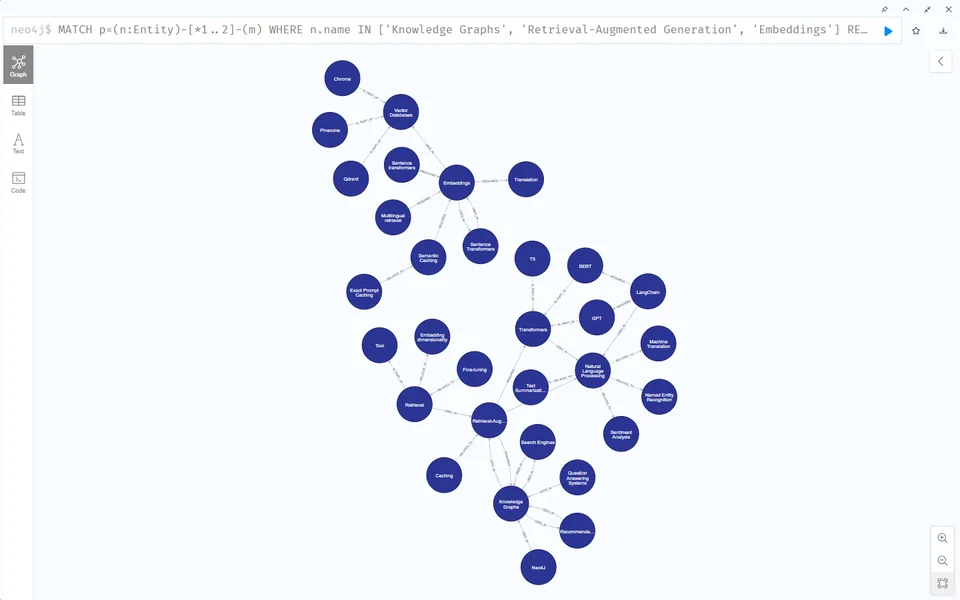 neo4j$ MATCH p=(n:Entity)-[*1..2]-(m) WHERE n.name IN ['Knowledge Graphs', 'Retrieval-Augmented Generation', 'Embeddings'] RE…
Graph
Table
Text
Code
Chroma
Vector
Databases
Pinecone
Qdrant
Sentence
transformers
Embeddings
Translation
Multilingual
retrieval
Sentence
Transformers
Semantic
Caching
Exact Prompt
Caching
T5
BERT
LangChain
GPT
Transformers
Machine
Translation
Natural
Language
Processing
Text
Summarizati...
Named Entity
Recognition
Sentiment
Analysis
Tool
Embedding
dimensionality
Fine-tuning
Retrieval
Retrieval-Aug...
Search Engines
Caching
Question
Answering
Systems
Knowledge
Graphs
Recommenda...
Neo4J